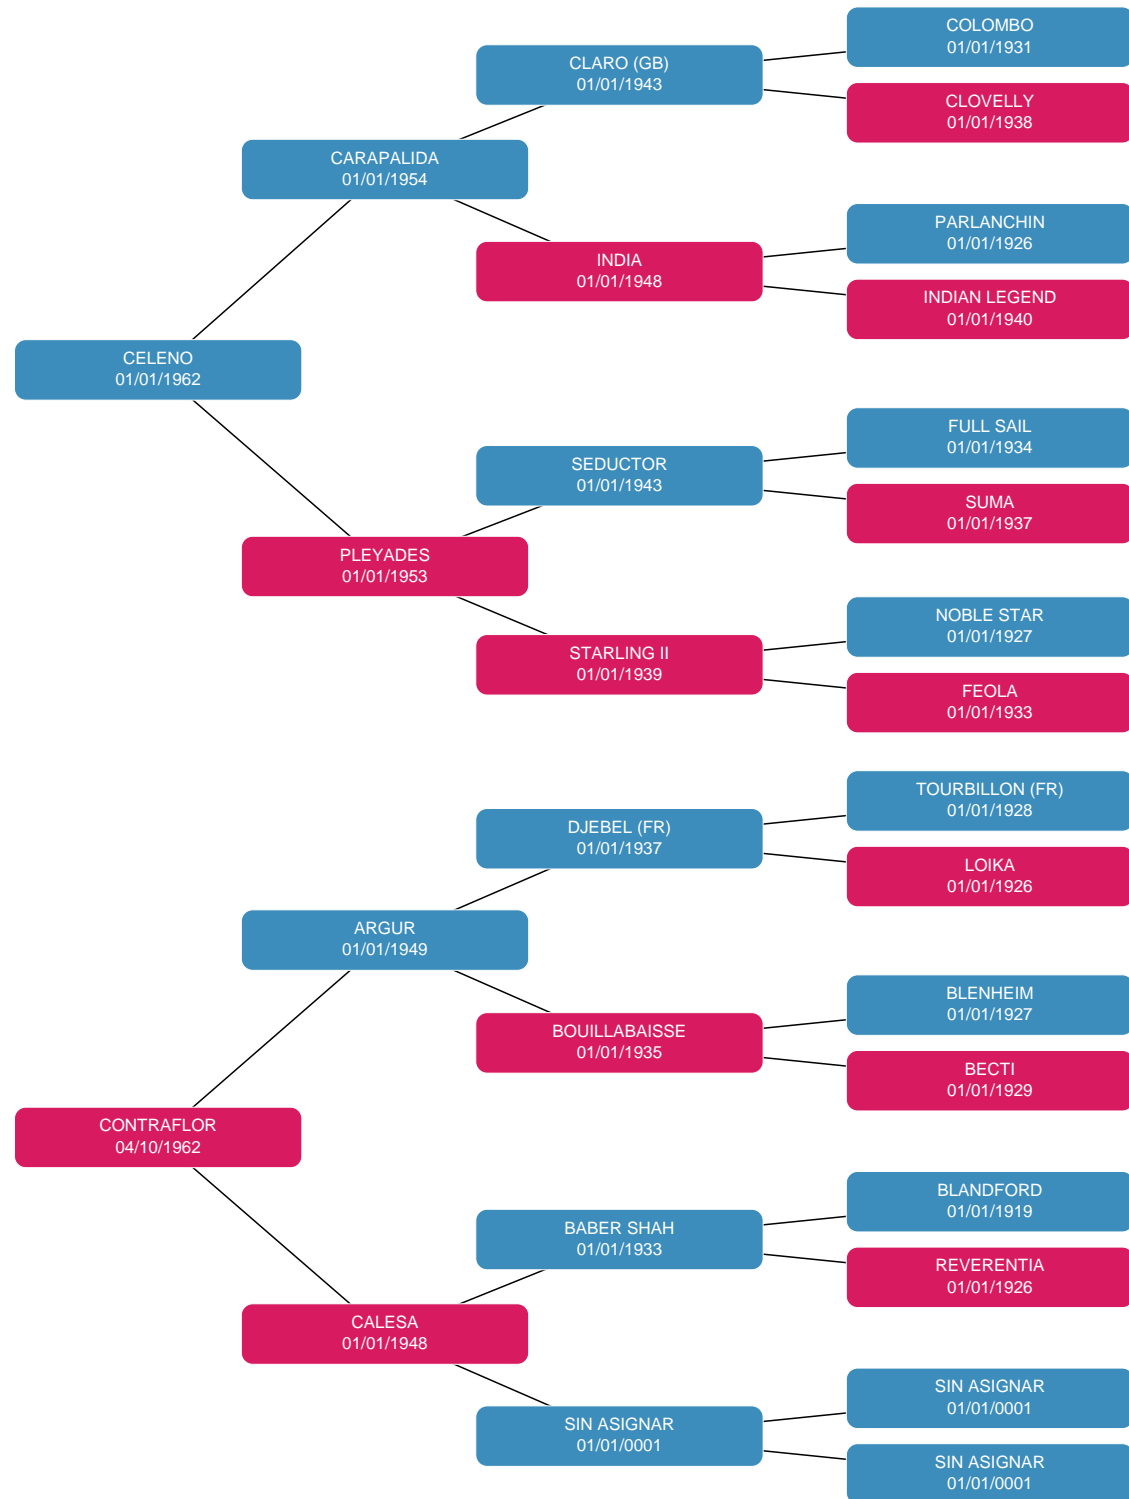 COLOMBO
01/01/1931
CLARO (GB)
01/01/1943
CLOVELLY
01/01/1938
CARAPALIDA
01/01/1954
PARLANCHIN
01/01/1926
INDIA
01/01/1948
INDIAN LEGEND
01/01/1940
CELENO
01/01/1962
FULL SAIL
01/01/1934
SEDUCTOR
01/01/1943
SUMA
01/01/1937
PLEYADES
01/01/1953
NOBLE STAR
01/01/1927
STARLING II
01/01/1939
FEOLA
01/01/1933
TOURBILLON (FR)
01/01/1928
DJEBEL (FR)
01/01/1937
LOIKA
01/01/1926
ARGUR
01/01/1949
BLENHEIM
01/01/1927
BOUILLABAISSE
01/01/1935
BECTI
01/01/1929
CONTRAFLOR
04/10/1962
BLANDFORD
01/01/1919
BABER SHAH
01/01/1933
REVERENTIA
01/01/1926
CALESA
01/01/1948
SIN ASIGNAR
01/01/0001
SIN ASIGNAR
01/01/0001
SIN ASIGNAR
01/01/0001